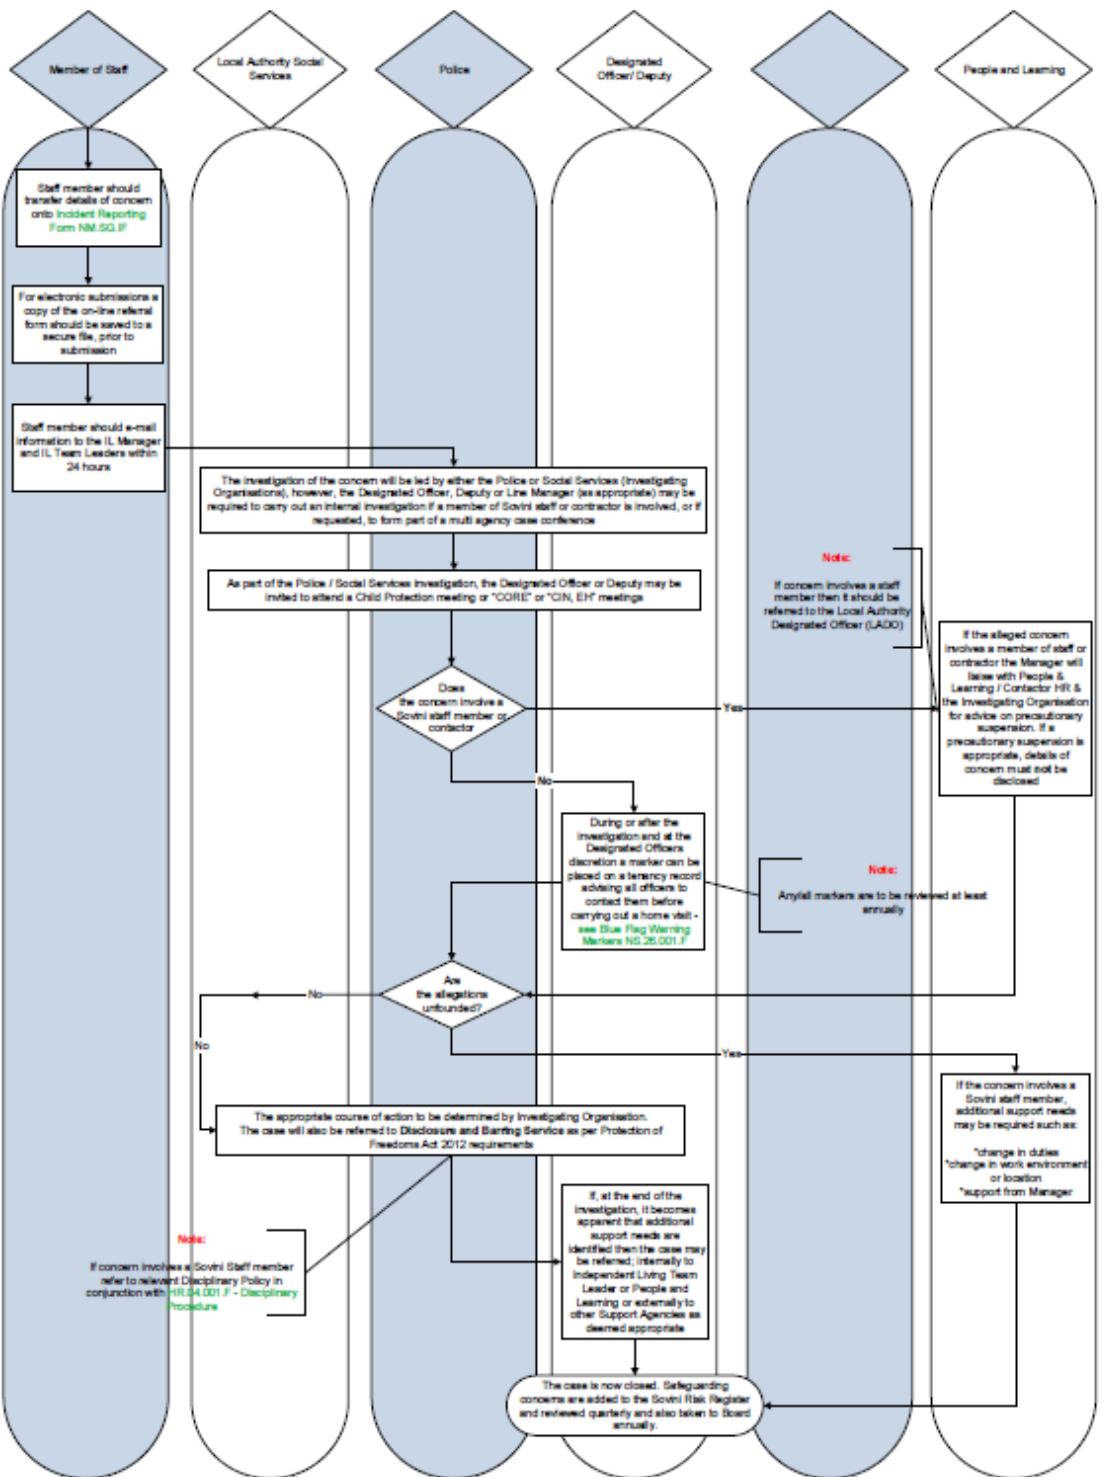 Member of Staff
Local Authority Social
Services
Police
Designated
Officer/ Deputy
People and Learning
Staff member should
transfer details of concern
onto Incident Reporting
Form NM.SG.IF
For electronic submissions a
copy of the on-line referral
form should be saved to a
secure file, prior to
submission
Staff member should e-mail
information to the IL Manager
and IL Team Leaders within
24 hours
The investigation of the concern will be led by either the Police or Social Services (Investigating
Organisations), however, the Designated Officer, Deputy or Line Manager (as appropriate) may be
required to carry out an internal investigation if a member of Sovini staff or contractor is involved, or if
requested, to form part of a multi agency case conference
As part of the Police / Social Services investigation, the Designated Officer or Deputy may be
invited to attend a Child Protection meeting or "CORE" or "CIN, EH" meetings
Note:
If concern involves a staff
member then it should be
referred to the Local Authority
Designated Officer (LADO)
If the alleged concern
involves a member of staff or
contractor the Manager will
liaise with People &
Learning / Contactor HR &
the Investigating Organisation
for advice on precautionary
suspension. If a
precautionary suspension is
appropriate, details of
concern must not be
disclosed
Does
the concern involve a
Sovini staff member or
contactor
Yes
No
During or after the
investigation and at the
Designated Officers
discretion a marker can be
placed on a tenancy record
advising all officers to
contact them before
carrying out a home visit -
see Blue Flag Warning
Markers NS.26.001.F
Note:
Any/all markers are to be reviewed at least
annually
Are
the allegations
unfounded?
No
No
Yes
If the concern involves a
Sovini staff member,
additional support needs
may be required such as:
*change in duties
*change in work environment
or location
*support from Manager
The appropriate course of action to be determined by Investigating Organisation.
The case will also be referred to Disclosure and Barring Service as per Protection of
Freedoms Act 2012 requirements
If, at the end of the
investigation, it becomes
apparent that additional
support needs are
identified then the case may
be referred; internally to
Independent Living Team
Leader or People and
Learning or externally to
other Support Agencies as
deemed appropriate
Note:
If concern involves a Sovini Staff member
refer to relevant Disciplinary Policy in
conjunction with HR.04.001.F - Disciplinary
Procedure
The case is now closed. Safeguarding
concerns are added to the Sovini Risk Register
and reviewed quarterly and also taken to Board
annually.